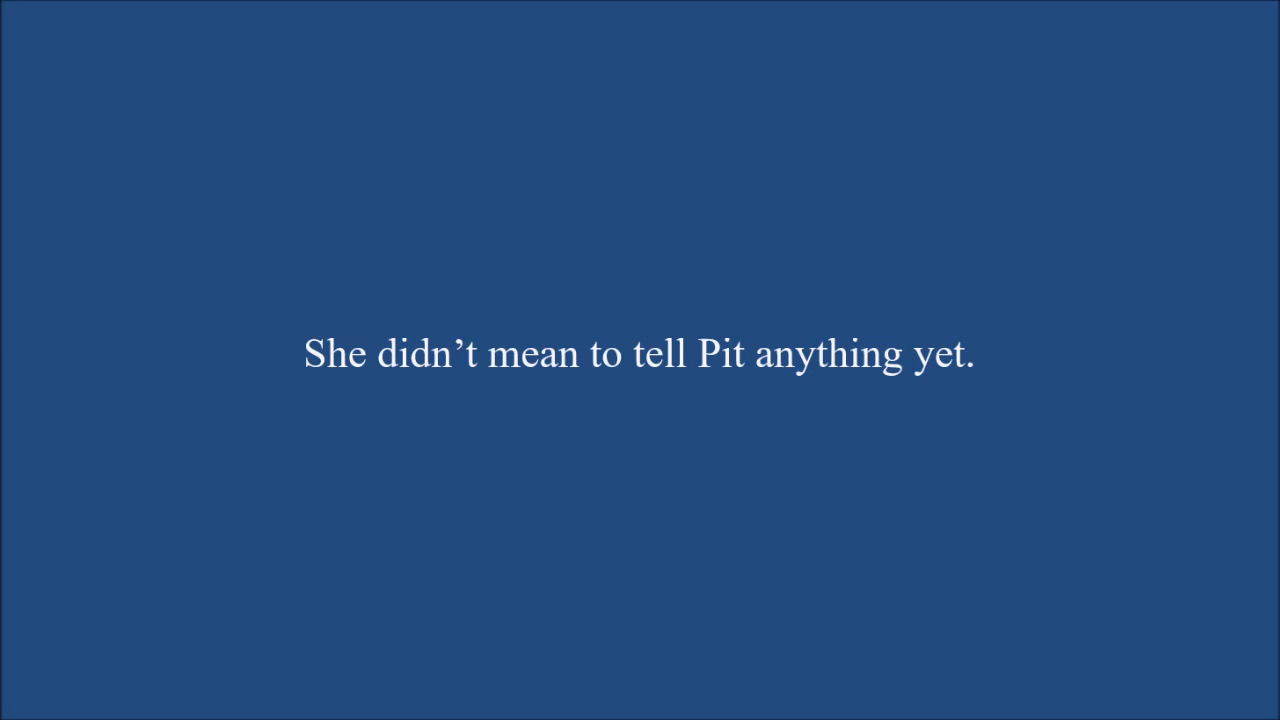 She didn’t mean to tell Pit anything yet.